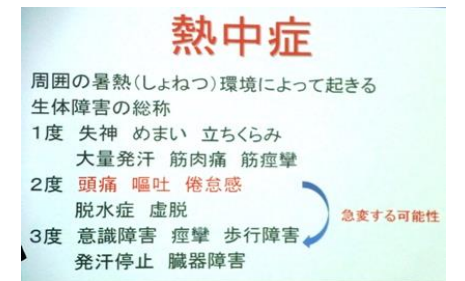 熱中症
周囲の暑熱(しょねつ)環境によって起きる
生体障害の総称
1度 失神 めまい 立ちくらみ
大量発汗 筋肉痛 筋痙攣
2度 頭痛 嘔吐 倦怠感
脱水症 虚脱
急変する可能性
3度 意識障害 痙攣 歩行障害
発汗停止 臓器障害